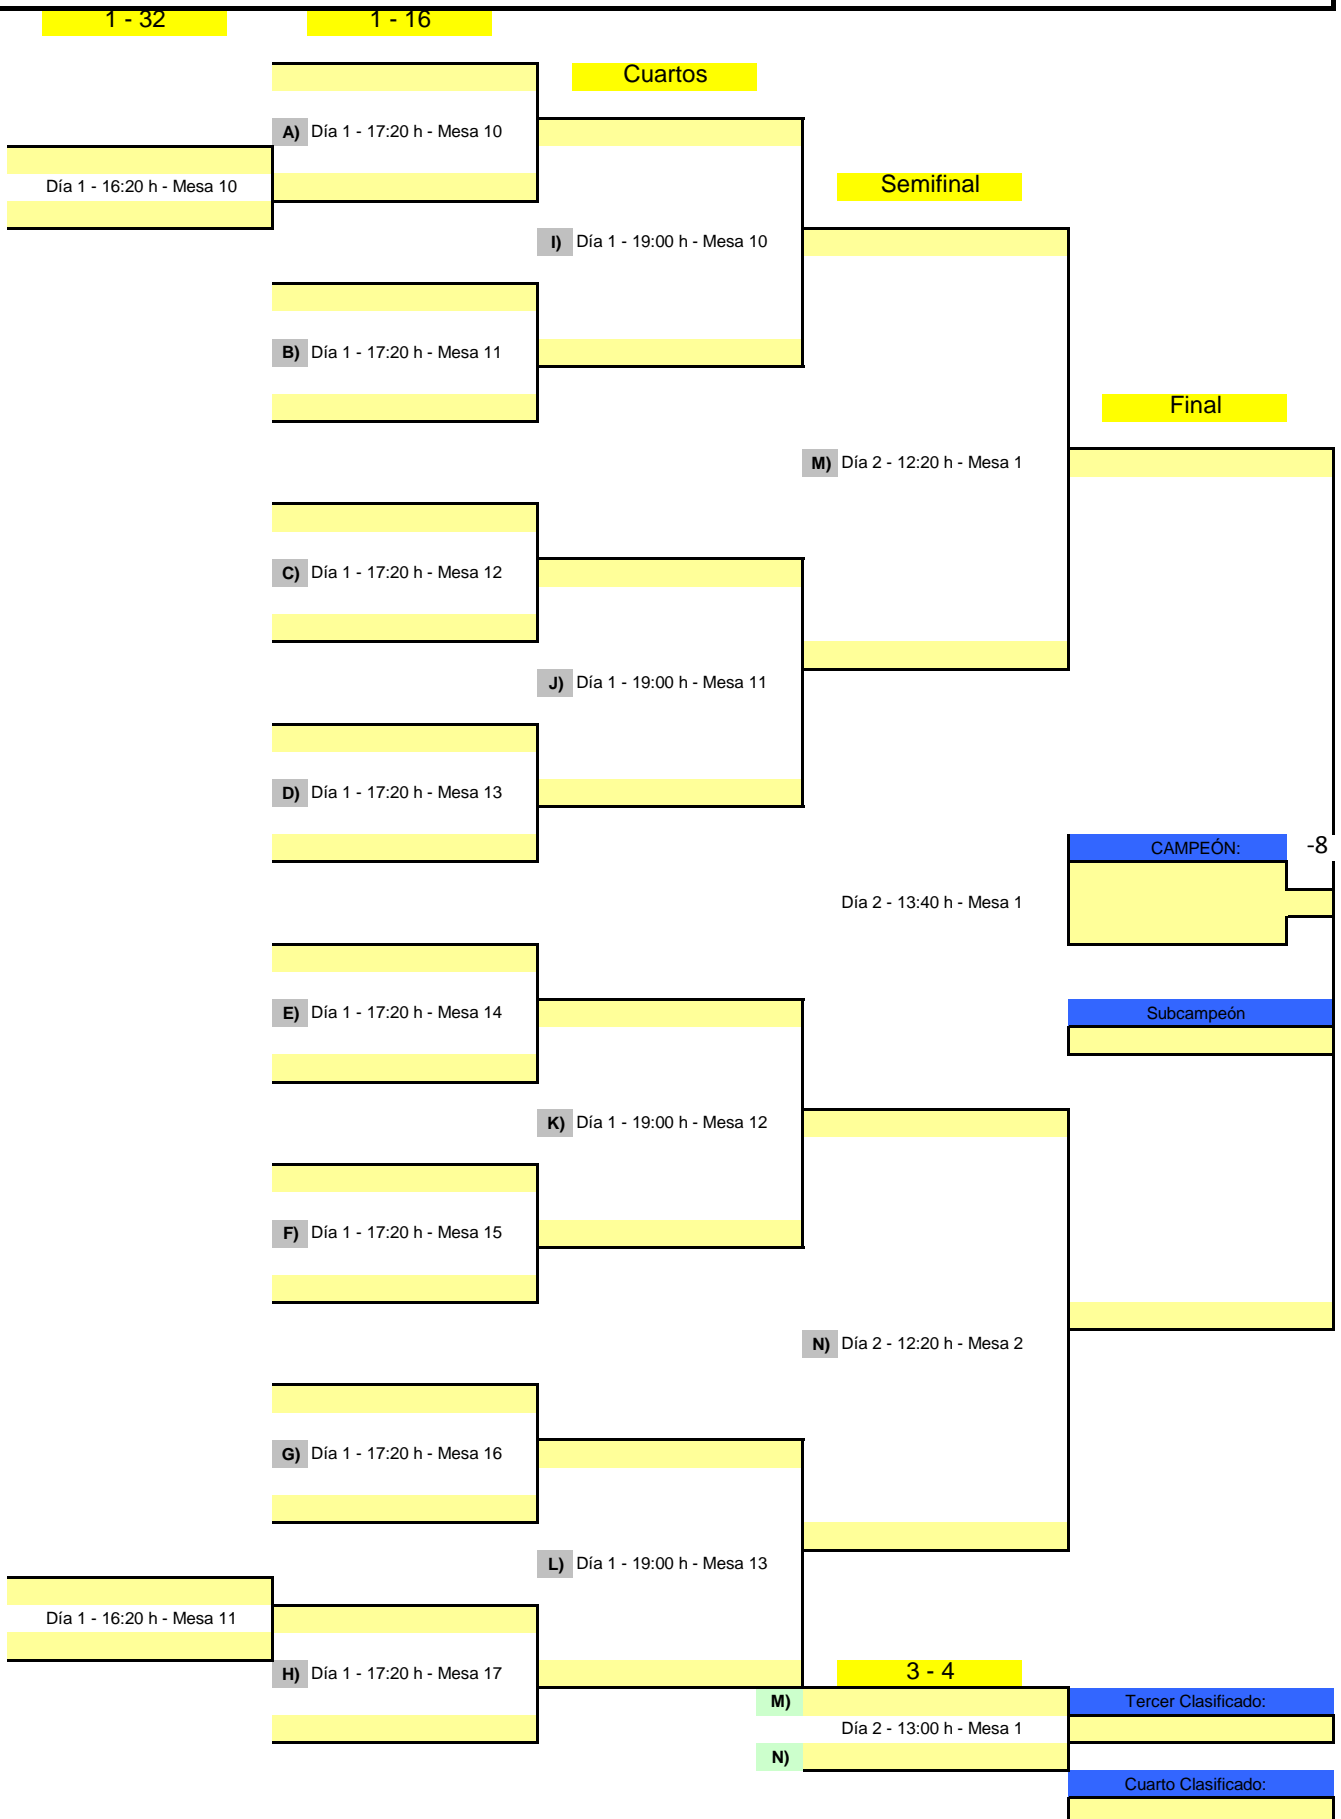 1 - 32
1 - 16
Cuartos
A) Día 1 - 17:20 h - Mesa 10
Día 1 - 16:20 h - Mesa 10
Semifinal
I) Día 1 - 19:00 h - Mesa 10
B) Día 1 - 17:20 h - Mesa 11
Final
M) Día 2 - 12:20 h - Mesa 1
C) Día 1 - 17:20 h - Mesa 12
J) Día 1 - 19:00 h - Mesa 11
D) Día 1 - 17:20 h - Mesa 13
CAMPEÓN: -8
Día 2 - 13:40 h - Mesa 1
E) Día 1 - 17:20 h - Mesa 14
Subcampeón
K) Día 1 - 19:00 h - Mesa 12
F) Día 1 - 17:20 h - Mesa 15
N) Día 2 - 12:20 h - Mesa 2
G) Día 1 - 17:20 h - Mesa 16
L) Día 1 - 19:00 h - Mesa 13
Día 1 - 16:20 h - Mesa 11
H) Día 1 - 17:20 h - Mesa 17
3 - 4
M)
Tercer Clasificado:
Día 2 - 13:00 h - Mesa 1
N)
Cuarto Clasificado: